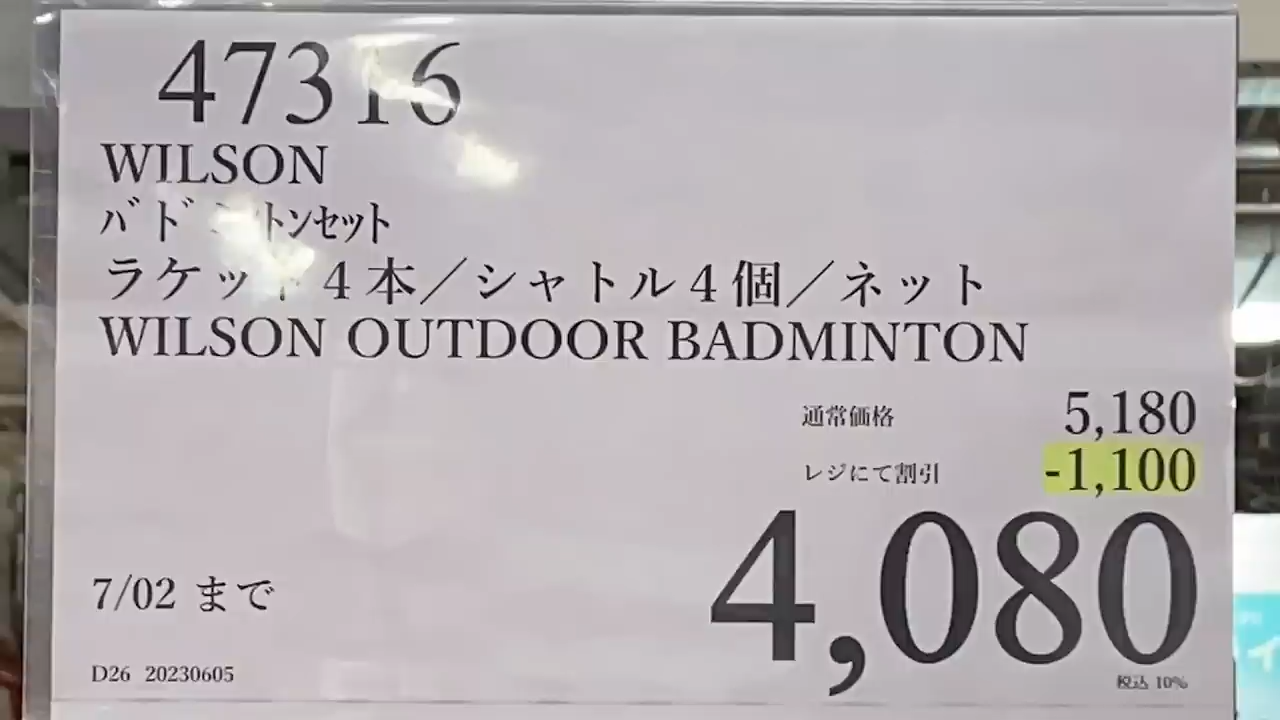 47316
WILSON
ﾊﾞﾄﾞﾐﾝﾄﾝｾｯﾄ
ラケット４本／シャトル４個／ネット
WILSON OUTDOOR BADMINTON
通常価格 5,180
レジにて割引 -1,100
4,080
7/02 まで
D26 20230605
税込 10%